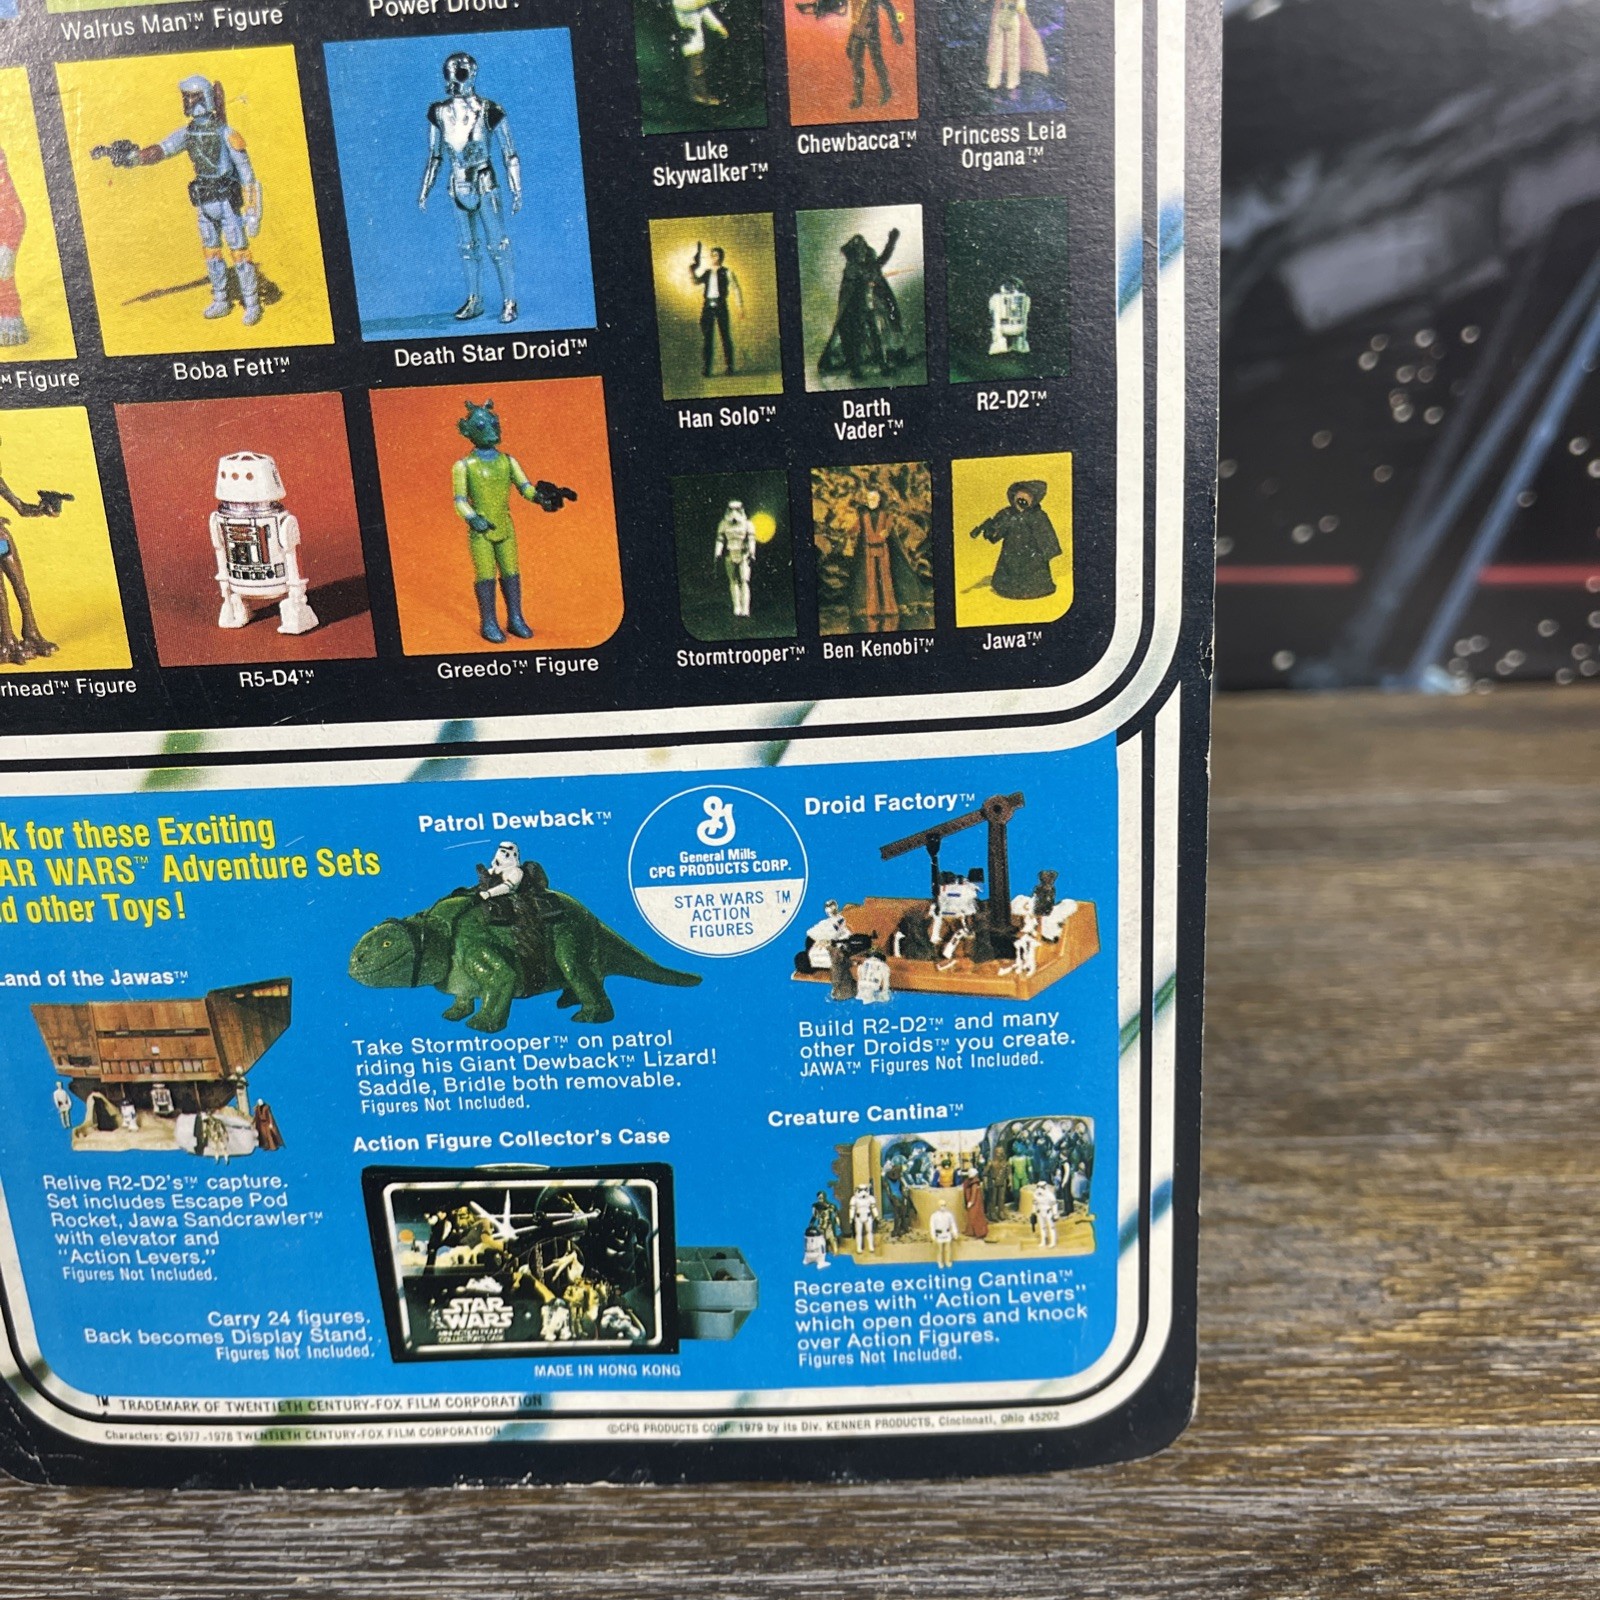 Walrus Man™ Figure
Power Droid™
Luke
Skywalker™
Chewbacca™
Princess Leia
Organa™
Boba Fett™
Death Star Droid™
™ Figure
Han Solo™
Darth
Vader™
R2-D2™
rhead™ Figure
R5-D4™
Greedo™ Figure
Stormtrooper™
Ben Kenobi™
Jawa™
k for these Exciting
AR WARS™ Adventure Sets
d other Toys!
Land of the Jawas™
Relive R2-D2's™ capture.
Set includes Escape Pod
Rocket, Jawa Sandcrawler™
with elevator and
"Action Levers."
Figures Not Included.
Patrol Dewback™
Take Stormtrooper™ on patrol
riding his Giant Dewback™ Lizard!
Saddle, Bridle both removable.
Figures Not Included.
General Mills
CPG PRODUCTS CORP.
STAR WARS TM
ACTION
FIGURES
Droid Factory™
Build R2-D2™ and many
other Droids™ you create.
JAWA™ Figures Not Included.
Action Figure Collector's Case
STAR
WARS
Carry 24 figures.
Back becomes Display Stand.
Figures Not Included.
MADE IN HONG KONG
Creature Cantina™
Recreate exciting Cantina™
Scenes with "Action Levers"
which open doors and knock
over Action Figures.
Figures Not Included.
TM TRADEMARK OF TWENTIETH CENTURY-FOX FILM CORPORATION
Characters: ©1977-1978 TWENTIETH CENTURY-FOX FILM CORPORATION
©CPG PRODUCTS CORP. 1979 by its Div. KENNER PRODUCTS, Cincinnati, Ohio 45202